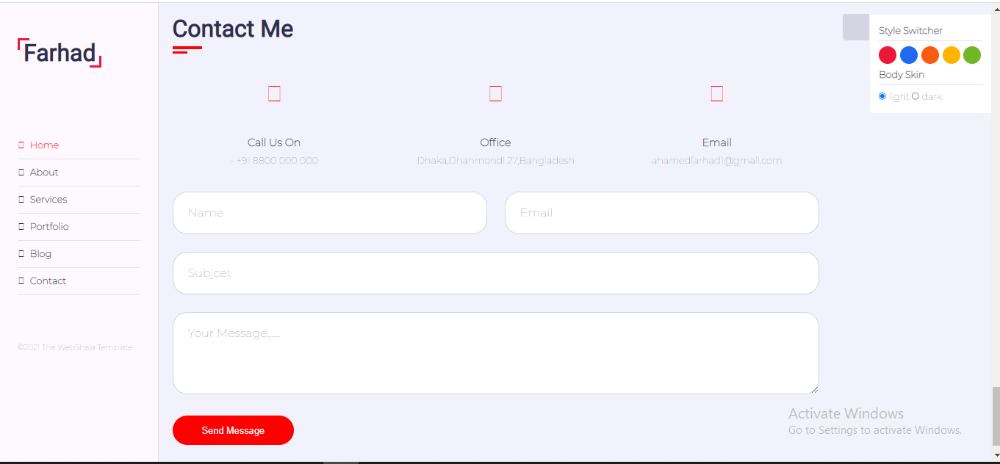 Farhad
Home
About
Services
Portfolio
Blog
Contact
©2021 The WebShala Template
Contact Me
Call Us On
- +91 8800 000 000
Office
Dhaka,Dhanmondi 27,Bangladesh
Email
ahamedfarhad1@gmail.com
Name
Email
Subjcet
Your Message......
Send Message
Style Switcher
Body Skin
light dark
Activate Windows
Go to Settings to activate Windows.